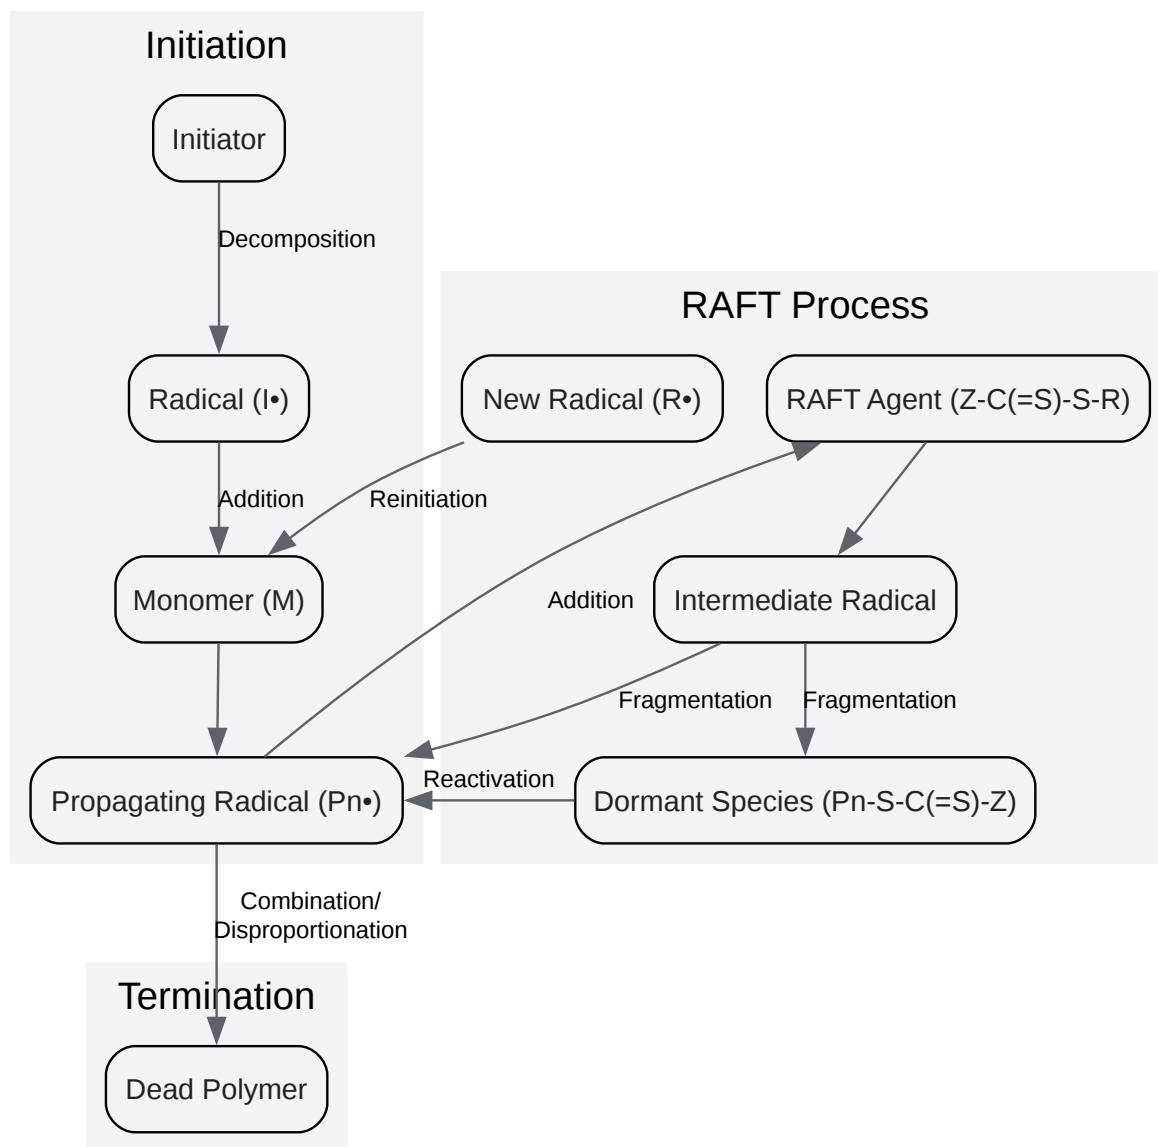 Initiation
Initiator
Decomposition
RAFT Process
Radical (I•)
New Radical (R•)
RAFT Agent (Z-C(=S)-S-R)
Addition
Reinitiation
Monomer (M)
Addition
Intermediate Radical
Fragmentation
Fragmentation
Propagating Radical (Pn•)
Reactivation
Dormant Species (Pn-S-C(=S)-Z)
Combination/
Disproportionation
Termination
Dead Polymer